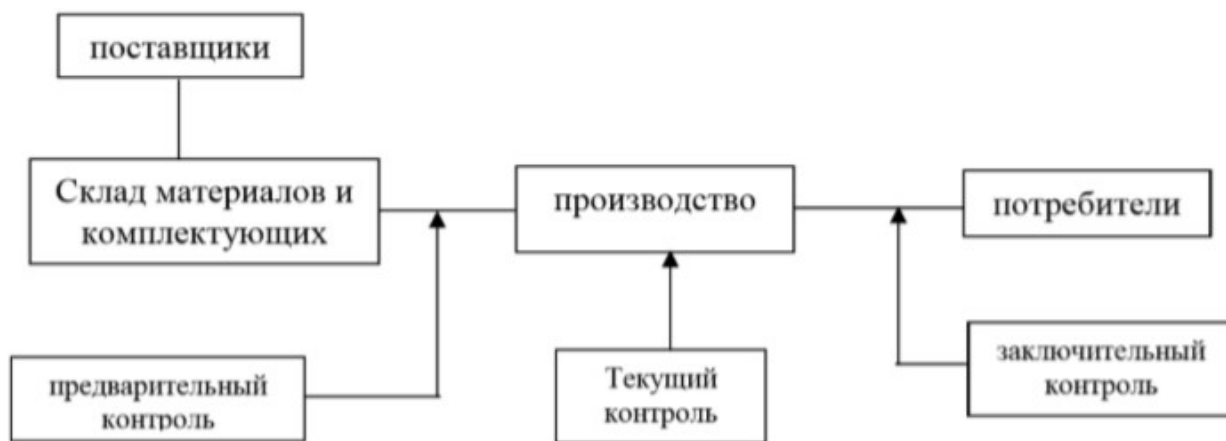 поставщики
Склад материалов и
комплектующих
производство
потребители
предварительный
контроль
Текущий
контроль
заключительный
контроль